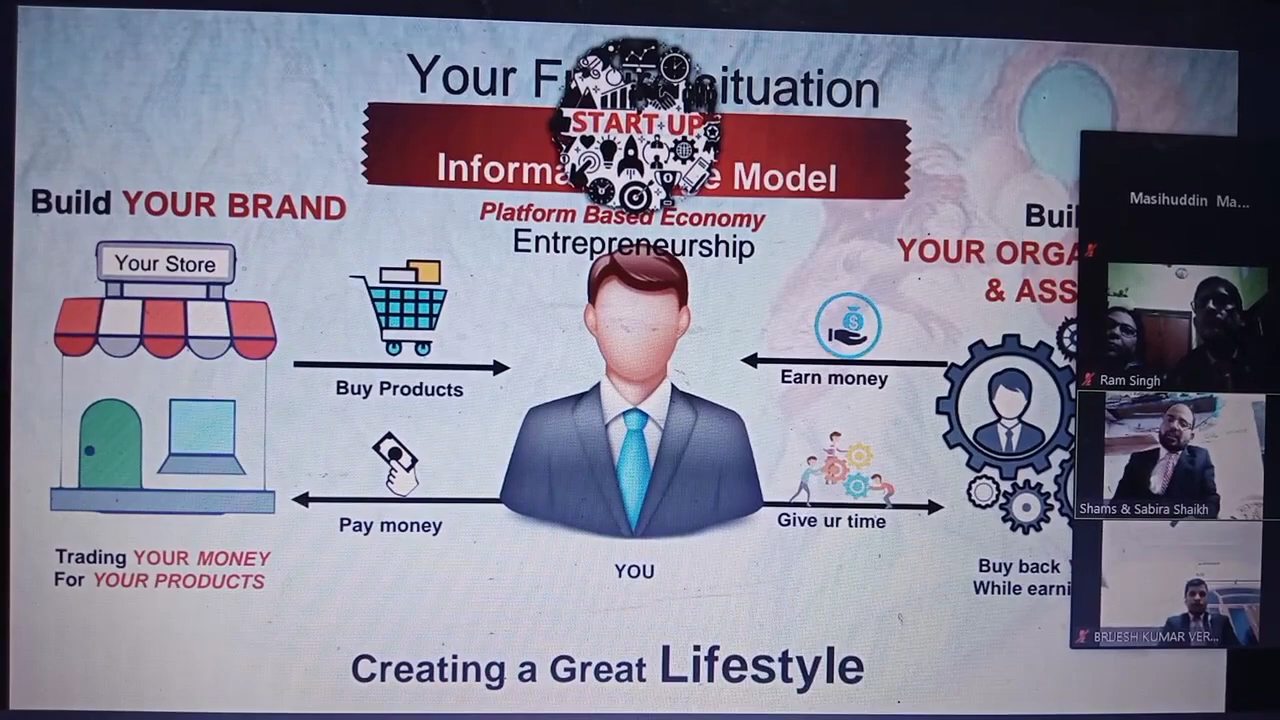 Your F situation
START UP
Informa e Model
Platform Based Economy
Entrepreneurship
Build YOUR BRAND
Your Store
Buy Products
Pay money
Trading YOUR MONEY
For YOUR PRODUCTS
YOU
Earn money
Give ur time
Buil
YOUR ORGA
& ASS
Buy back
While earni
Creating a Great Lifestyle
Masihuddin Ma...
Ram Singh
Shams & Sabira Shaikh
BRIJESH KUMAR VER...